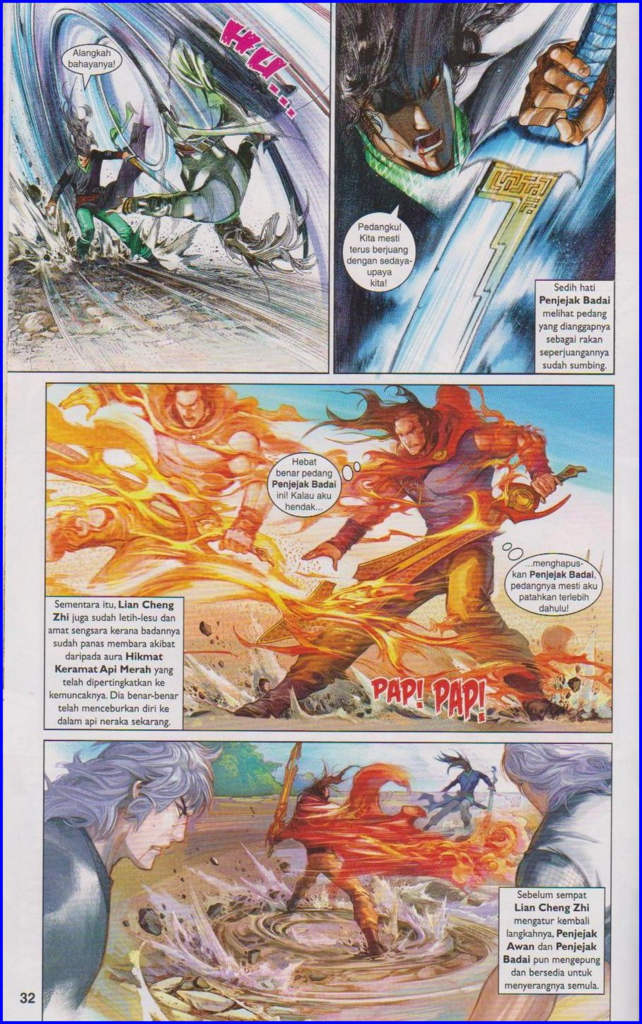 Alangkah
bahayanya!
HU...
Pedangku!
Kita mesti
terus berjuang
dengan sedaya-
upaya
kita!
Sedih hati
Penjejak Badai
melihat pedang
yang dianggapnya
sebagai rakan
seperjuangannya
sudah sumbing.
Hebat
benar pedang
Penjejak Badai
ini! Kalau aku
hendak...
...menghapus-
kan Penjejak Badai,
pedangnya mesti aku
patahkan terlebih
dahulu!
Sementara itu, Lian Cheng
Zhi juga sudah letih-lesu dan
amat sengsara kerana badannya
sudah panas membara akibat
daripada aura Hikmat
Keramat Api Merah yang
telah dipertingkatkan ke
kemuncaknya. Dia benar-benar
telah menceburkan diri ke
dalam api neraka sekarang.
PAP! PAP!
Sebelum sempat
Lian Cheng Zhi
mengatur kembali
langkahnya, Penjejak
Awan dan Penjejak
Badai pun mengepung
dan bersedia untuk
menyerangnya semula.
32